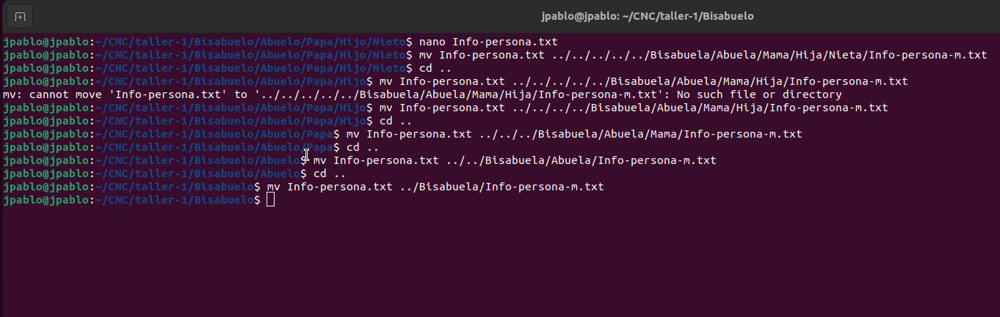 jpablo@jpablo: ~/CNC/taller-1/Bisabuelo
jpablo@jpablo:~/CNC/taller-1/Bisabuelo/Abuelo/Papa/Hijo/Nieto$ nano Info-persona.txt
jpablo@jpablo:~/CNC/taller-1/Bisabuelo/Abuelo/Papa/Hijo/Nieto$ mv Info-persona.txt ../../../../../Bisabuela/Abuela/Mama/Hija/Nieta/Info-persona-m.txt
jpablo@jpablo:~/CNC/taller-1/Bisabuelo/Abuelo/Papa/Hijo/Nieto$ cd ..
jpablo@jpablo:~/CNC/taller-1/Bisabuelo/Abuelo/Papa/Hijo$ mv Info-persona.txt ../../../../../Bisabuela/Abuela/Mama/Hija/Info-persona-m.txt
mv: cannot move 'Info-persona.txt' to '../../../../../Bisabuela/Abuela/Mama/Hija/Info-persona-m.txt': No such file or directory
jpablo@jpablo:~/CNC/taller-1/Bisabuelo/Abuelo/Papa/Hijo$ mv Info-persona.txt ../../../../Bisabuela/Abuela/Mama/Hija/Info-persona-m.txt
jpablo@jpablo:~/CNC/taller-1/Bisabuelo/Abuelo/Papa/Hijo$ cd ..
jpablo@jpablo:~/CNC/taller-1/Bisabuelo/Abuelo/Papa$ mv Info-persona.txt ../../../Bisabuela/Abuela/Mama/Info-persona-m.txt
jpablo@jpablo:~/CNC/taller-1/Bisabuelo/Abuelo/Papa$ cd ..
jpablo@jpablo:~/CNC/taller-1/Bisabuelo/Abuelo$ mv Info-persona.txt ../../Bisabuela/Abuela/Info-persona-m.txt
jpablo@jpablo:~/CNC/taller-1/Bisabuelo/Abuelo$ cd ..
jpablo@jpablo:~/CNC/taller-1/Bisabuelo$ mv Info-persona.txt ../Bisabuela/Info-persona-m.txt
jpablo@jpablo:~/CNC/taller-1/Bisabuelo$